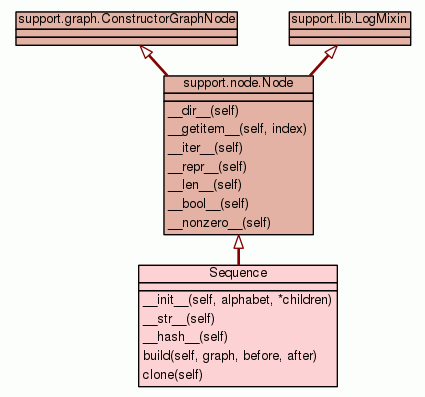 support.graph.ConstructorGraphNode
support.lib.LogMixin
support.node.Node
__dir__(self)
__getitem__(self, index)
__iter__(self)
__repr__(self)
__len__(self)
__bool__(self)
__nonzero__(self)
Sequence
__init__(self, alphabet, *children)
__str__(self)
__hash__(self)
build(self, graph, before, after)
clone(self)